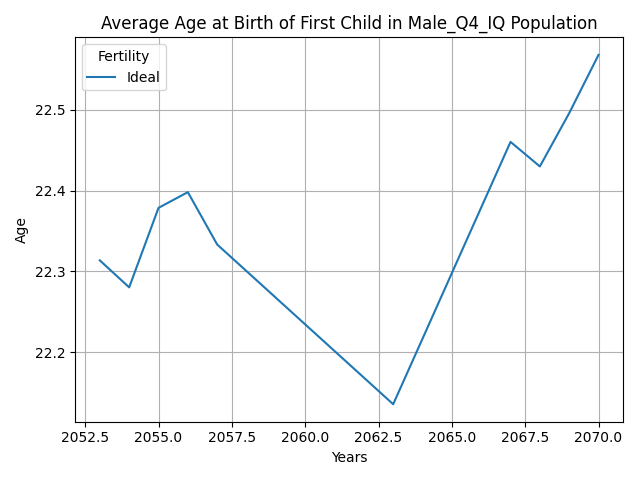 Average Age at Birth of First Child in Male_Q4_IQ Population
Fertility
Ideal
22.5
22.4
22.3
22.2
Age
2052.5 2055.0 2057.5 2060.0 2062.5 2065.0 2067.5 2070.0
Years